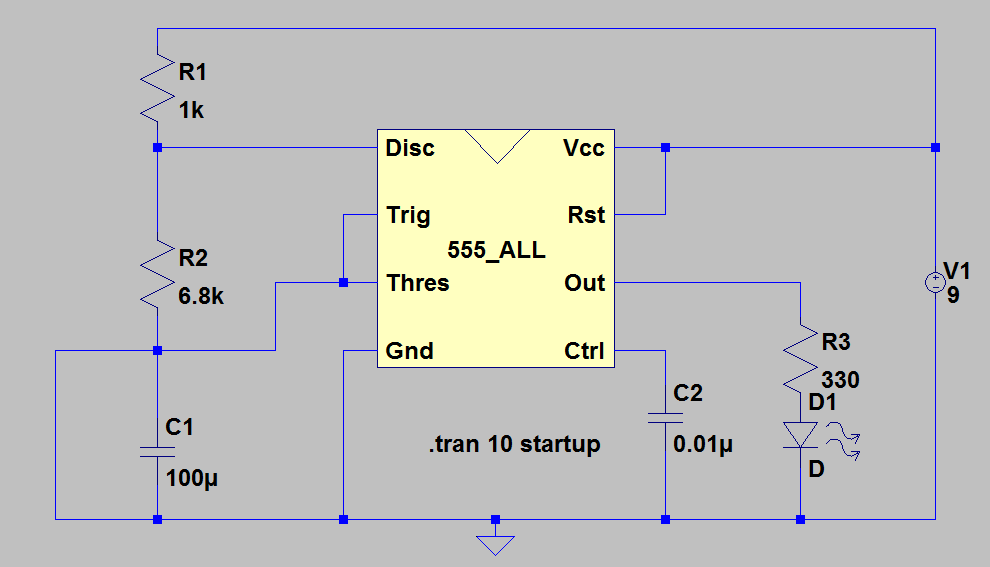 R1
1k
Disc
Vcc
Trig
Rst
555_ALL
R2
6.8k
Thres
Out
V1
9
Gnd
Ctrl
R3
330
C1
100µ
C2
0.01µ
.tran 10 startup
D1
D
+
−